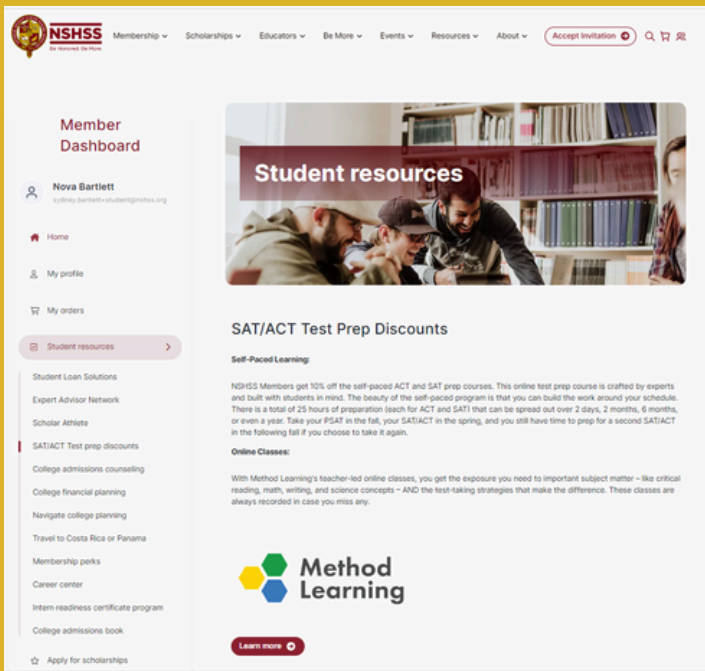 NSHSS
Be Honored. Be More.
Membership
Scholarships
Educators
Be More
Events
Resources
About
Accept Invitation
Member
Dashboard
Nova Bartlett
sydney.bartlett+student@nshss.org
Home
My profile
My orders
Student resources
Student Loan Solutions
Expert Advisor Network
Scholar Athlete
SAT/ACT Test prep discounts
College admissions counseling
College financial planning
Navigate college planning
Travel to Costa Rica or Panama
Membership perks
Career center
Intern readiness certificate program
College admissions book
Apply for scholarships
Student resources
SAT/ACT Test Prep Discounts
Self-Paced Learning:
NSHSS Members get 10% off the self-paced ACT and SAT prep courses. This online test prep course is crafted by experts
and built with students in mind. The beauty of the self-paced program is that you can build the work around your schedule.
There is a total of 25 hours of preparation (each for ACT and SAT) that can be spread out over 2 days, 2 months, 6 months,
or even a year. Take your PSAT in the fall, your SAT/ACT in the spring, and you still have time to prep for a second SAT/ACT
in the following fall if you choose to take it again.
Online Classes:
With Method Learning's teacher-led online classes, you get the exposure you need to important subject matter – like critical
reading, math, writing, and science concepts – AND the test-taking strategies that make the difference. These classes are
always recorded in case you miss any.
Method
Learning
Learn more